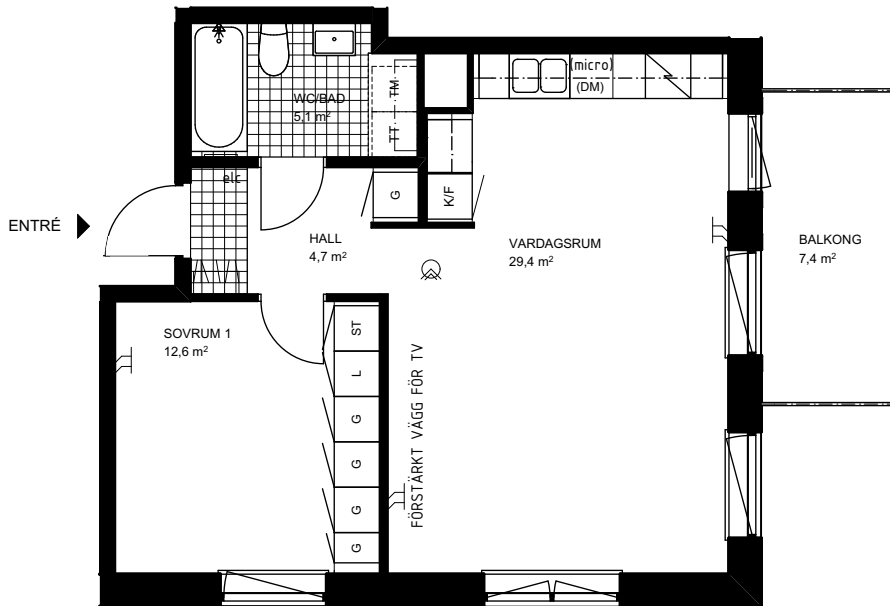 (micro)
(DM)
WC/BAD
5,1 m²
TM
TT
elc
K/F
G
ENTRÉ
HALL
4,7 m²
VARDAGSRUM
29,4 m²
BALKONG
7,4 m²
SOVRUM 1
12,6 m²
ST
L
G
G
G
G
FÖRSTÄRKT VÄGG FÖR TV